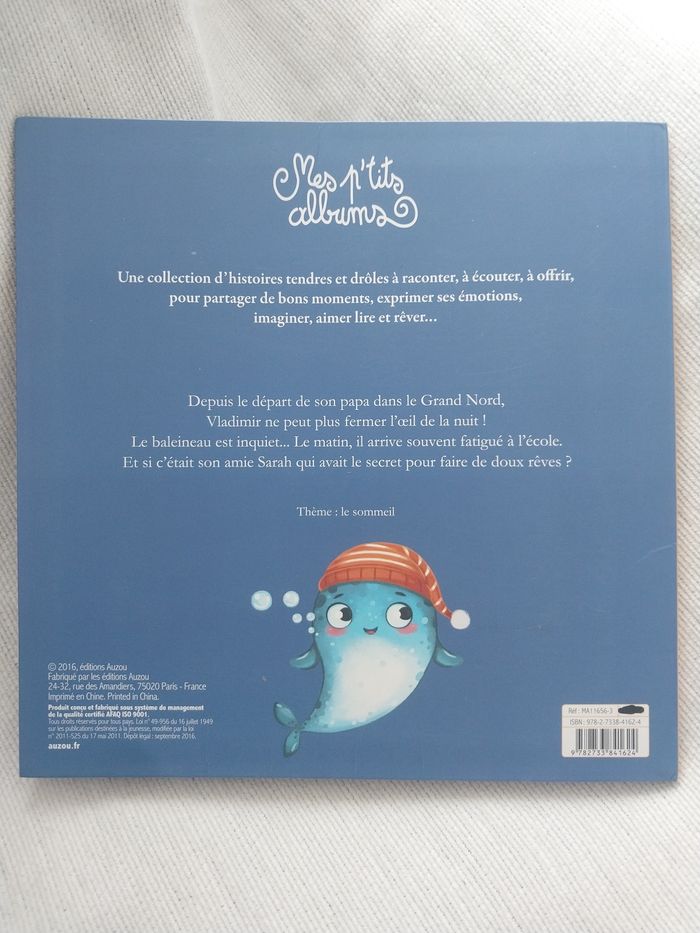 Mes p'tits
albums
Une collection d'histoires tendres et drôles à raconter, à écouter, à offrir,
pour partager de bons moments, exprimer ses émotions,
imaginer, aimer lire et rêver...
Depuis le départ de son papa dans le Grand Nord,
Vladimir ne peut plus fermer l'œil de la nuit !
Le baleineau est inquiet... Le matin, il arrive souvent fatigué à l'école.
Et si c'était son amie Sarah qui avait le secret pour faire de doux rêves ?
Thème : le sommeil
© 2016, éditions Auzou
Fabriqué par les éditions Auzou
24-32, rue des Amandiers, 75020 Paris - France
Imprimé en Chine. Printed in China.
Produit conçu et fabriqué sous système de management
de la qualité certifié AFAQ ISO 9001.
Tous droits réservés pour tous pays. Loi n° 49-956 du 16 juillet 1949
sur les publications destinées à la jeunesse, modifiée par la loi
n° 2011-525 du 17 mai 2011. Dépôt légal : septembre 2016.
auzou.fr
Réf : MA11656-3
ISBN : 978-2-7338-4162-4
9 782733 841624